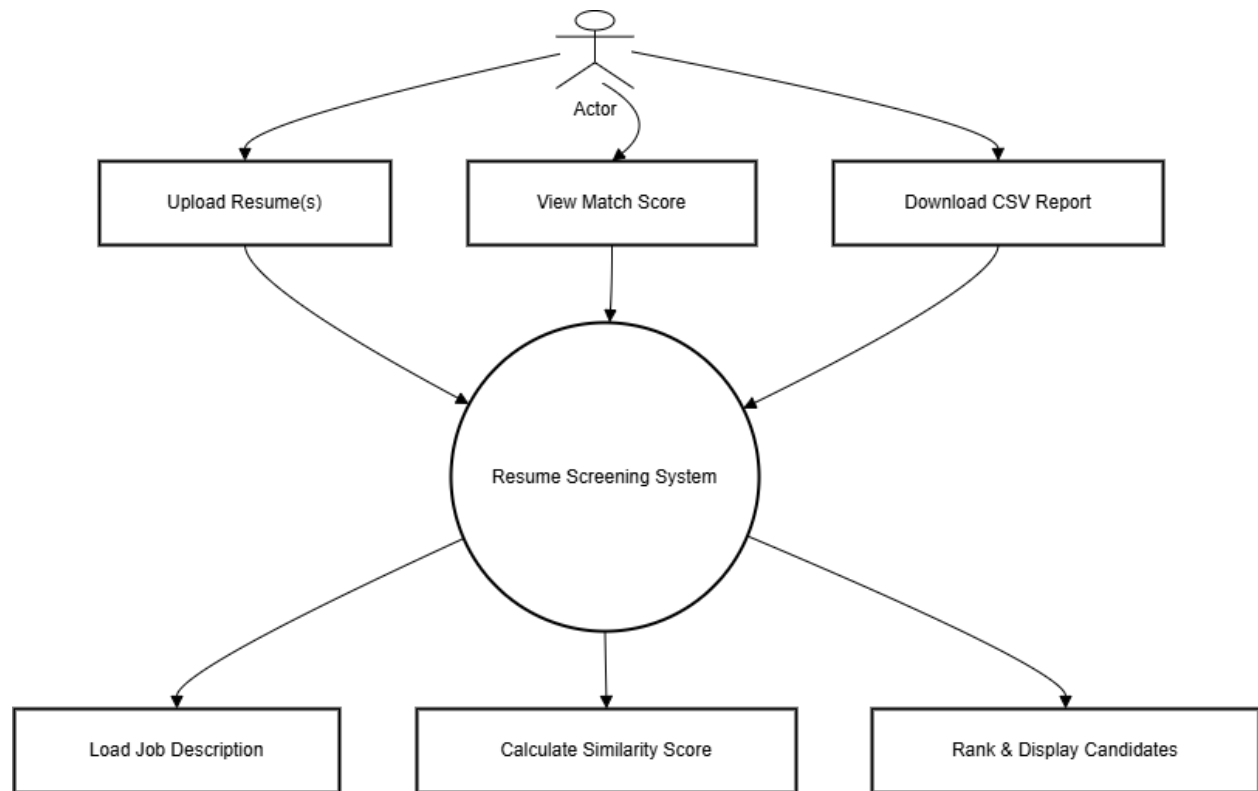 Actor
Upload Resume(s)
View Match Score
Download CSV Report
Resume Screening System
Load Job Description
Calculate Similarity Score
Rank & Display Candidates